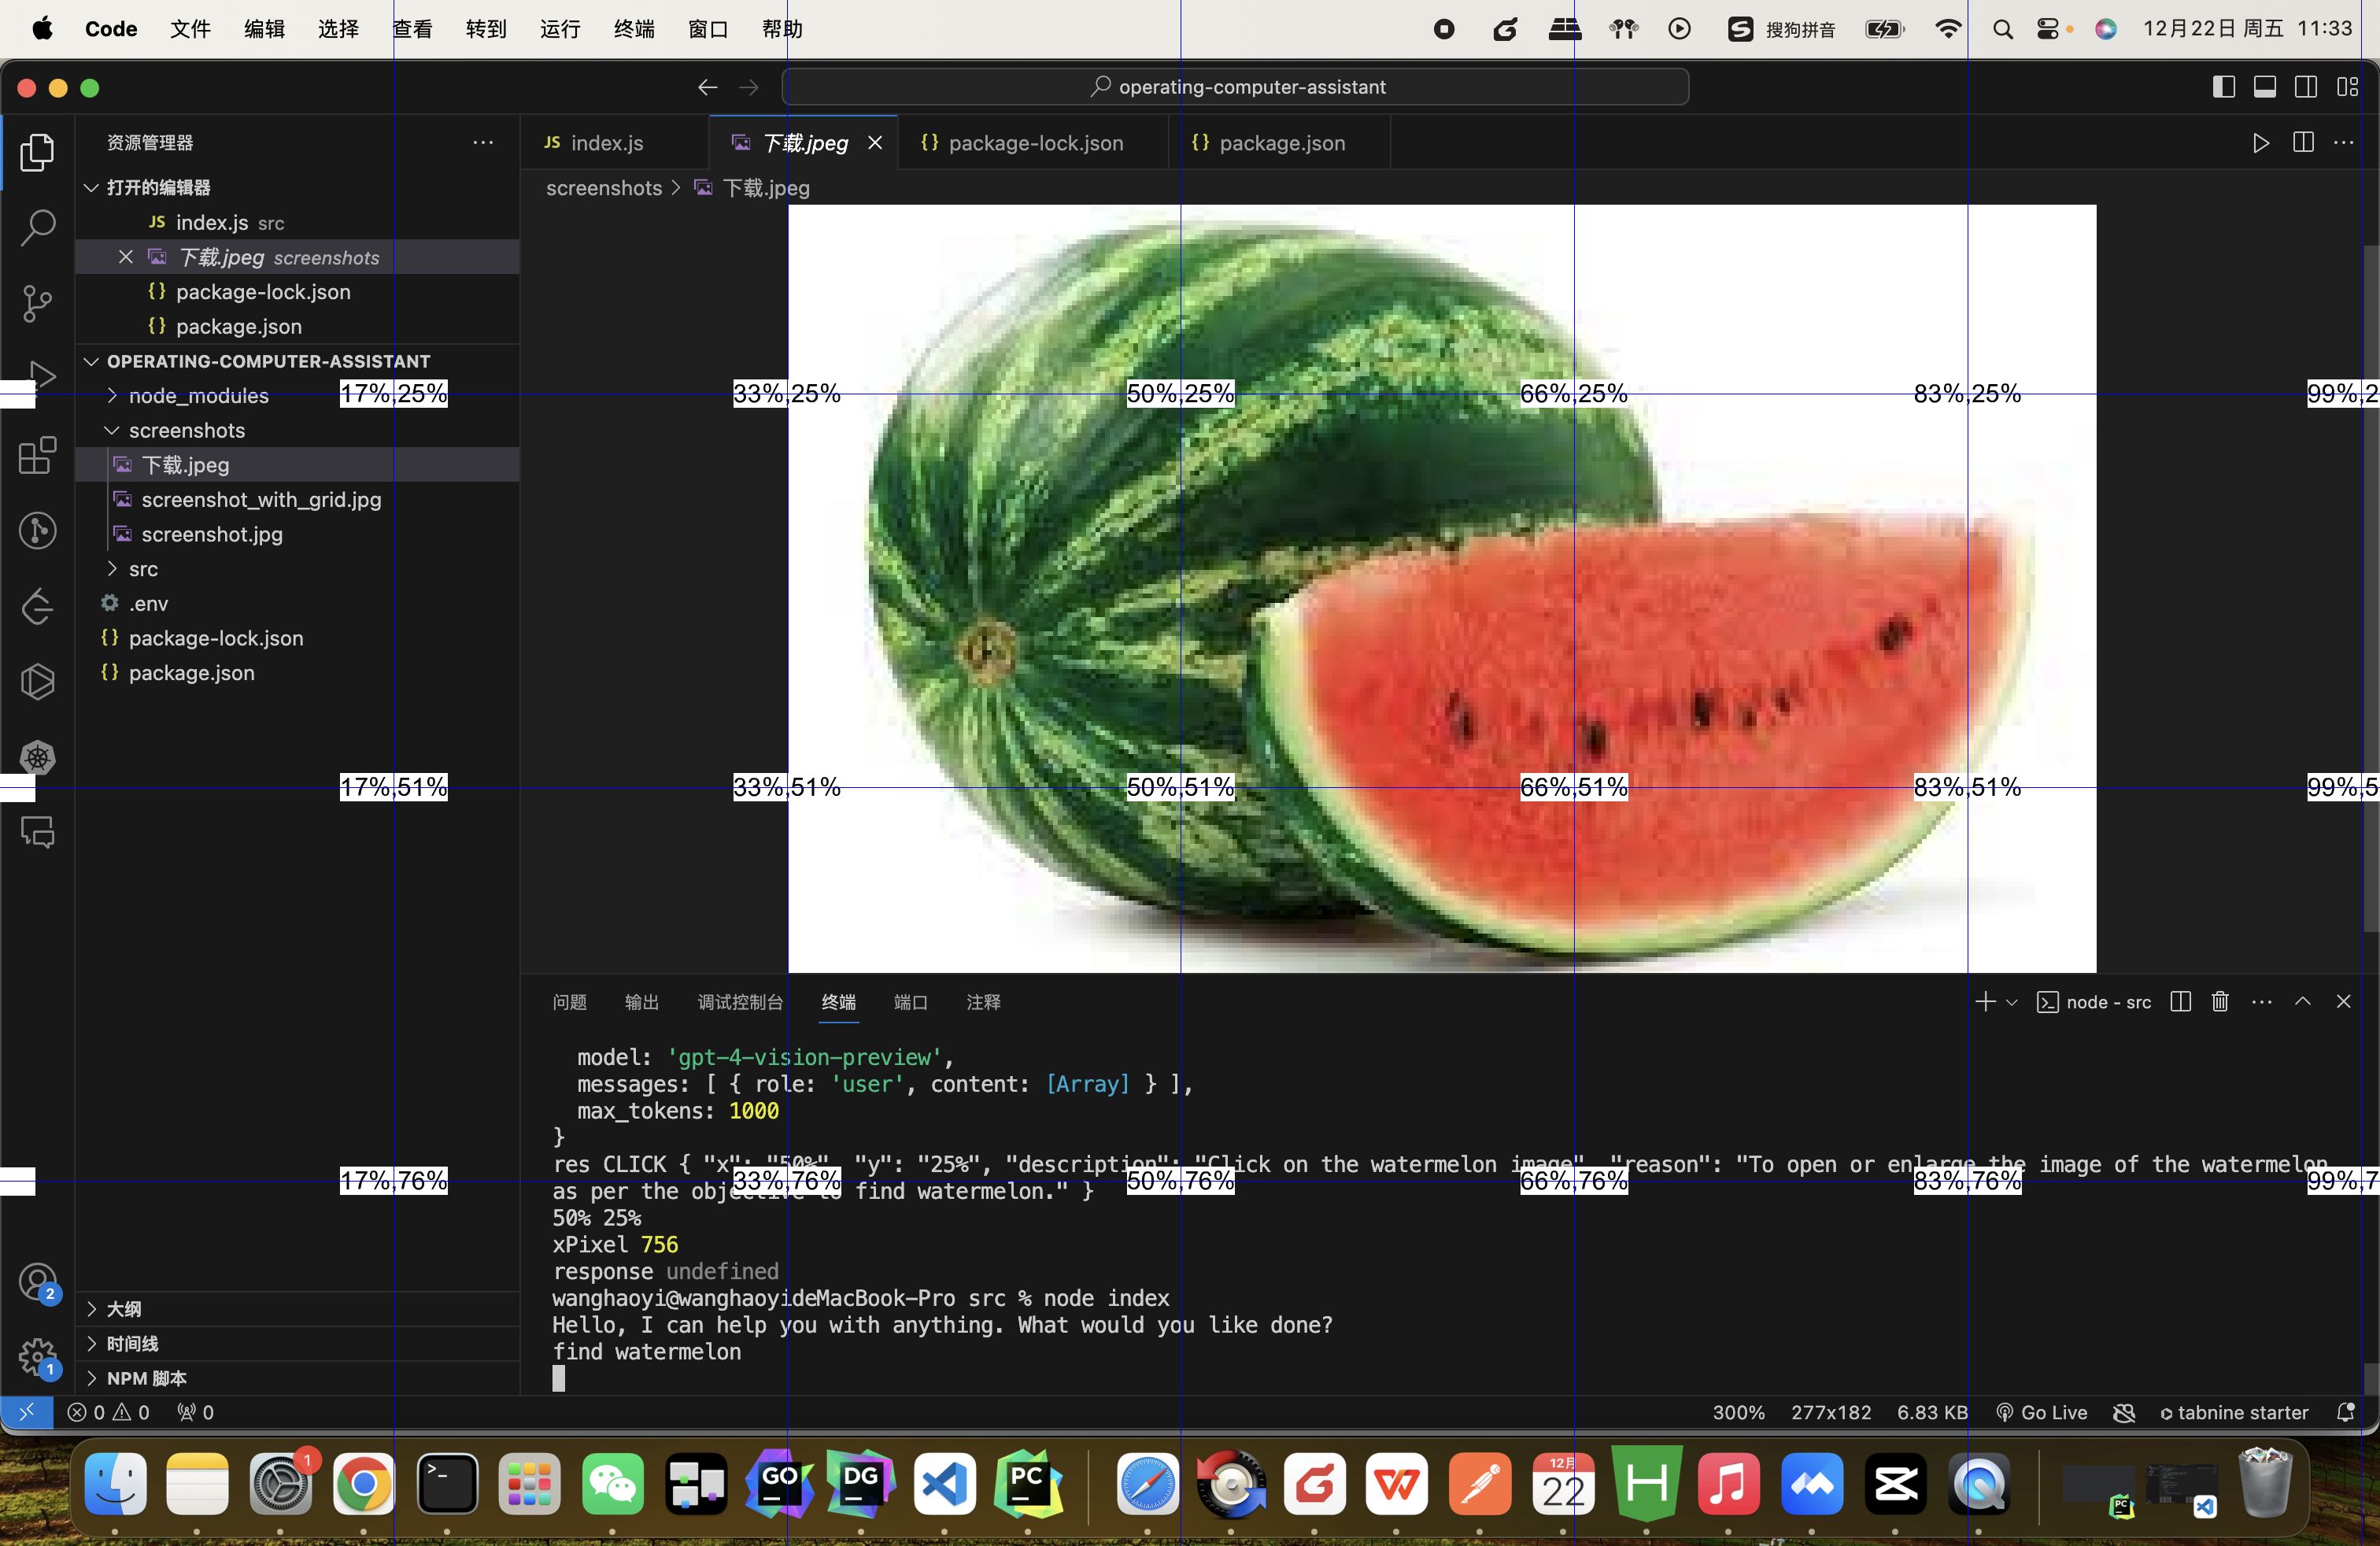 Code 文件 编辑 选择 查看 转到 运行 终端 窗口 帮助 搜狗拼音 12月22日 周五 11:33
operating-computer-assistant
资源管理器
打开的编辑器
JS index.js src
下载.jpeg screenshots
{} package-lock.json
{} package.json
OPERATING-COMPUTER-ASSISTANT
node_modules
screenshots
下载.jpeg
screenshot_with_grid.jpg
screenshot.jpg
src
.env
{} package-lock.json
{} package.json
大纲
时间线
NPM 脚本
2
1
JS index.js 下载.jpeg {} package-lock.json {} package.json
screenshots > 下载.jpeg
17%,25% 33%,25% 50%,25% 66%,25% 83%,25% 99%,2
17%,51% 33%,51% 50%,51% 66%,51% 83%,51% 99%,5
17%,76% 33%,76% 50%,76% 66%,76% 83%,76% 99%,7
问题 输出 调试控制台 终端 端口 注释 node - src
model: 'gpt-4-vision-preview',
messages: [ { role: 'user', content: [Array] } ],
max_tokens: 1000
}
res CLICK { "x": "50%", "y": "25%", "description": "Click on the watermelon image", "reason": "To open or enlarge the image of the watermelon
as per the objective to find watermelon." }
50% 25%
xPixel 756
response undefined
wanghaoyi@wanghaoyideMacBook-Pro src % node index
Hello, I can help you with anything. What would you like done?
find watermelon
0 0 0 300% 277x182 6.83 KB Go Live tabnine starter
1 GO DG PC 12月 22 PC